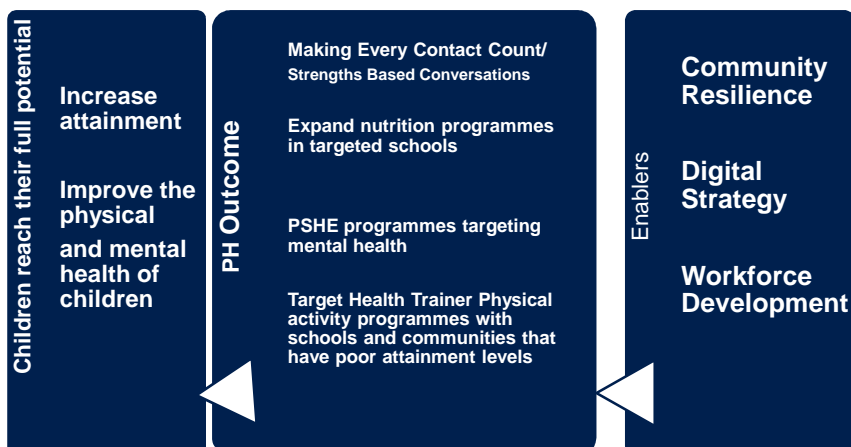 Children reach their full potential
Increase
attainment
Improve the
physical
and mental
health of
children
PH Outcome
Making Every Contact Count/
Strengths Based Conversations
Expand nutrition programmes
in targeted schools
PSHE programmes targeting
mental health
Target Health Trainer Physical
activity programmes with
schools and communities that
have poor attainment levels
Enablers
Community
Resilience
Digital
Strategy
Workforce
Development